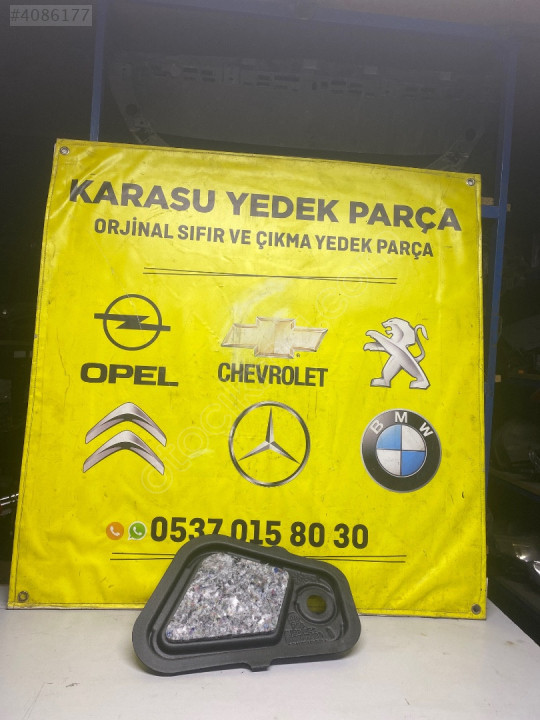 #4086177
KARASU YEDEK PARÇA
ORJİNAL SIFIR VE ÇIKMA YEDEK PARÇA
OPEL
CHEVROLET
BMW
0537 015 80 30